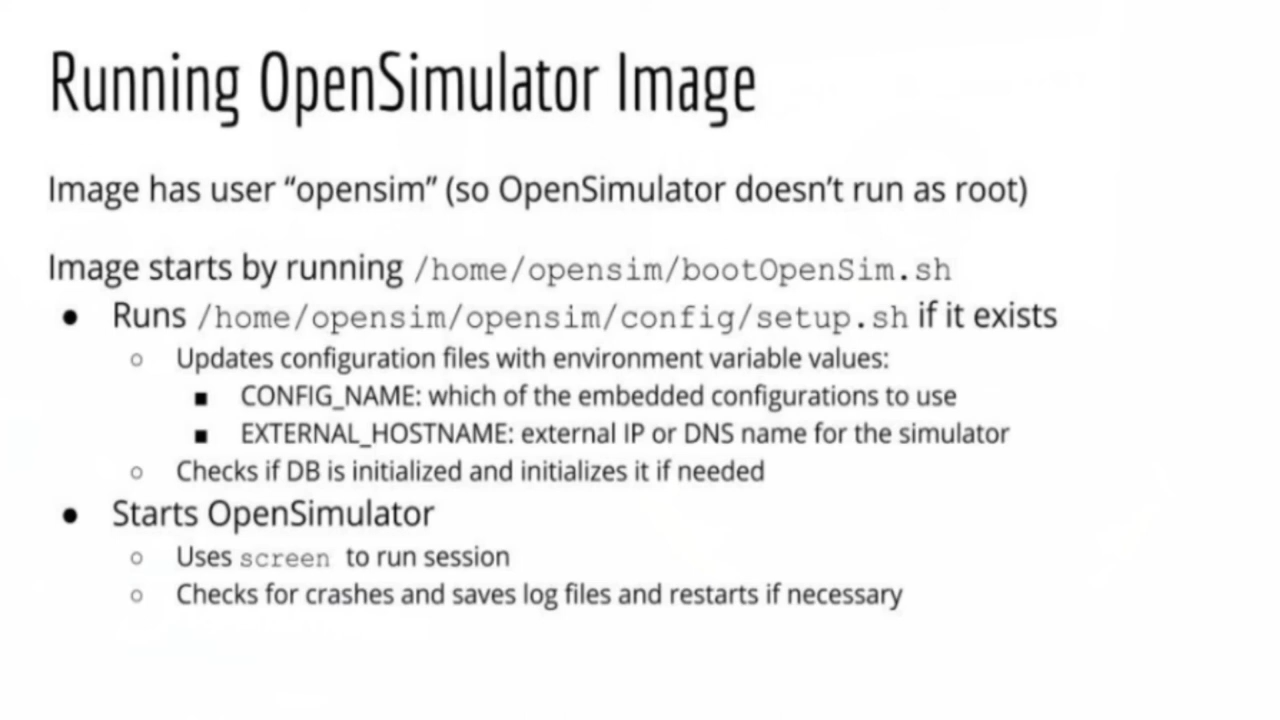 Running OpenSimulator Image
Image has user “opensim” (so OpenSimulator doesn’t run as root)
Image starts by running /home/opensim/bootOpenSim.sh
● Runs /home/opensim/opensim/config/setup.sh if it exists
○ Updates configuration files with environment variable values:
■ CONFIG_NAME: which of the embedded configurations to use
■ EXTERNAL_HOSTNAME: external IP or DNS name for the simulator
○ Checks if DB is initialized and initializes it if needed
● Starts OpenSimulator
○ Uses screen to run session
○ Checks for crashes and saves log files and restarts if necessary